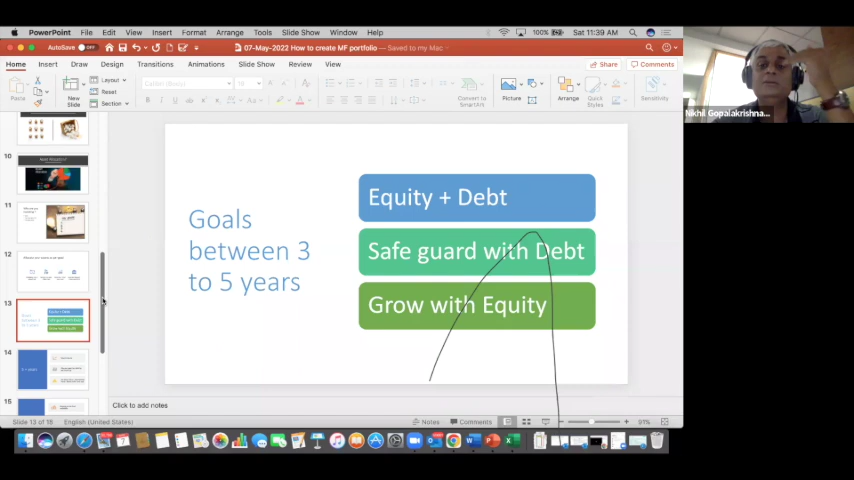 PowerPoint File Edit View Insert Format Arrange Tools Slide Show Window Help 100% Sat 11:39 AM
AutoSave OFF 07-May-2022 How to create MF portfolio — Saved to my Mac
Home Insert Draw Design Transitions Animations Slide Show Review View Share Comments
Paste New Slide Layout Reset Section Convert to SmartArt Picture Arrange Quick Styles Sensitivity
Nikhil Gopalakrishna...
10
11
12
13
14
15
Goals
between 3
to 5 years
Equity + Debt
Safe guard with Debt
Grow with Equity
Click to add notes
Slide 13 of 18 English (United States) Notes Comments 91%